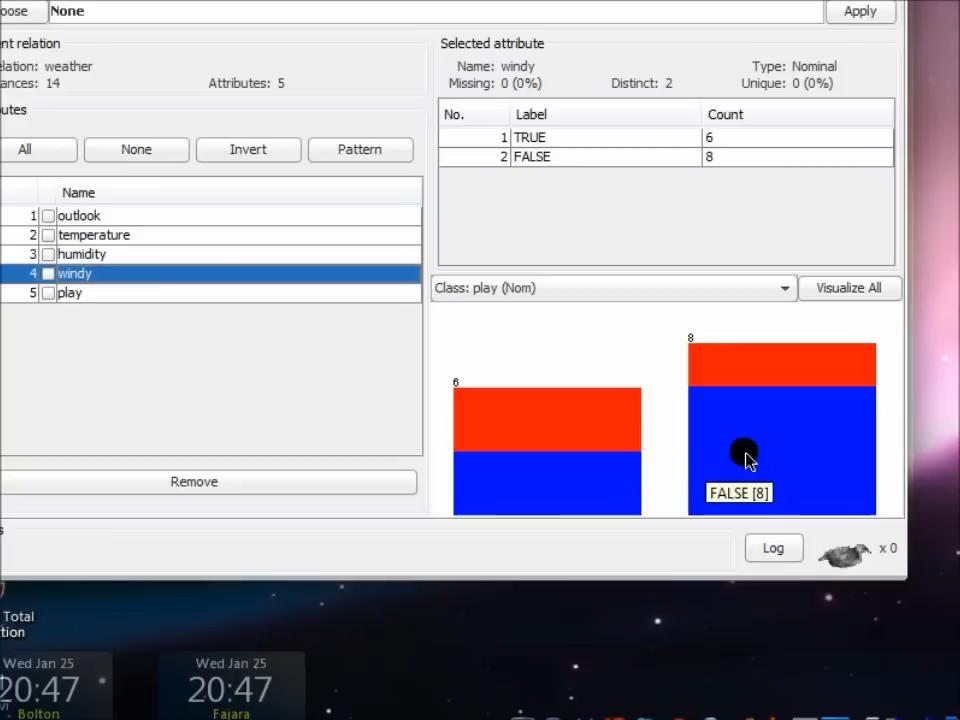 oose None Apply
nt relation
elation: weather
ances: 14 Attributes: 5
utes
All None Invert Pattern
Name
1 outlook
2 temperature
3 humidity
4 windy
5 play
Remove
Selected attribute
Name: windy Type: Nominal
Missing: 0 (0%) Distinct: 2 Unique: 0 (0%)
No. Label Count
1 TRUE 6
2 FALSE 8
Class: play (Nom) Visualize All
6
8
FALSE [8]
s
Log x 0
Total
tion
Wed Jan 25
20:47
Bolton
Wed Jan 25
20:47
Fajara